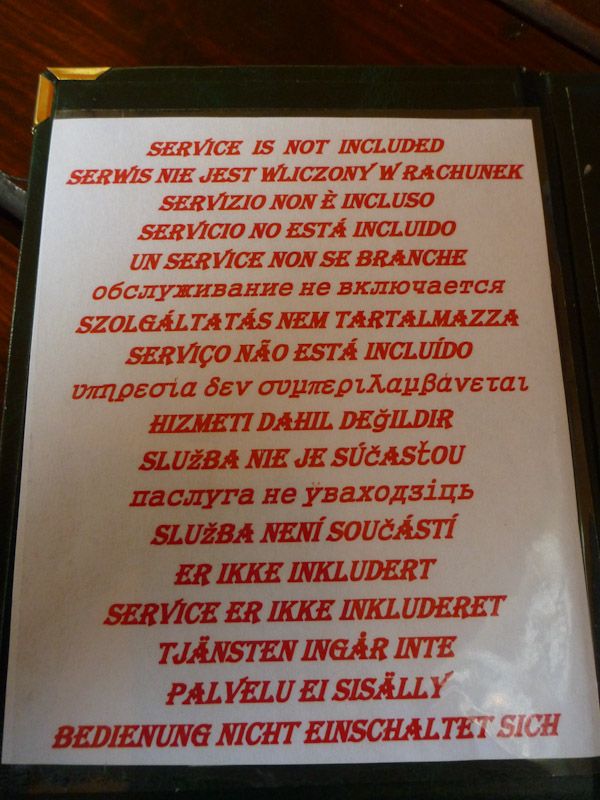 SERVICE IS NOT INCLUDED
SERWIS NIE JEST WLICZONY W RACHUNEK
SERVIZIO NON È INCLUSO
SERVICIO NO ESTÁ INCLUIDO
UN SERVICE NON SE BRANCHE
обслуживание не включается
SZOLGÁLTATÁS NEM TARTALMAZZA
SERVIÇO NÃO ESTÁ INCLUÍDO
υπηρεσία δεν συμπεριλαμβάνεται
HIZMETI DAHIL DEĞILDIR
SLUŽBA NIE JE SÚČASŤOU
паслуга не ўваходзіць
SLUŽBA NENÍ SOUČÁSTÍ
ER IKKE INKLUDERT
SERVICE ER IKKE INKLUDERET
TJÄNSTEN INGÅR INTE
PALVELU EI SISÄLLY
BEDIENUNG NICHT EINSCHALTET SICH